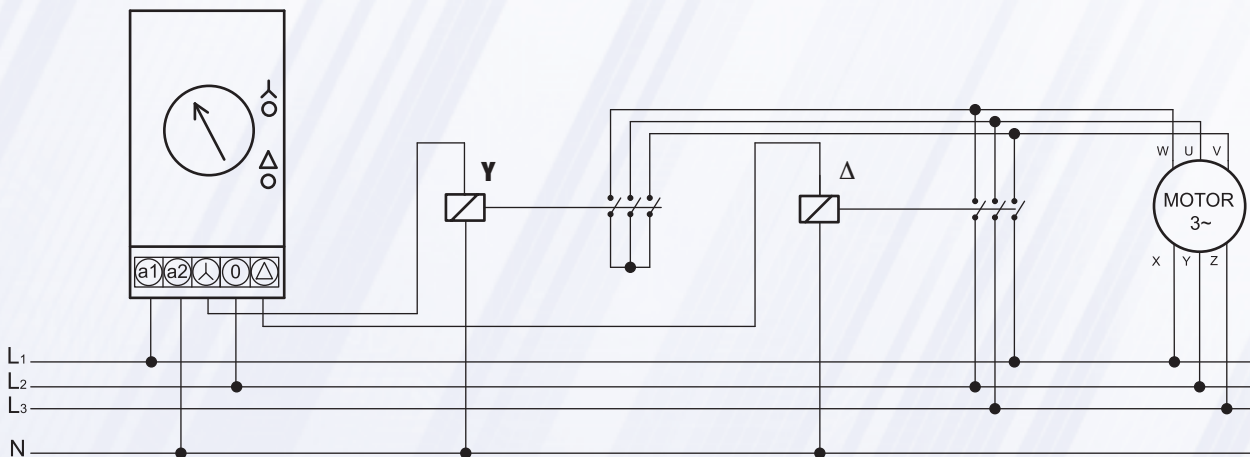 Y
Δ
W U V
MOTOR
3~
X Y Z
a1 a2 0 Δ
L1
L2
L3
N